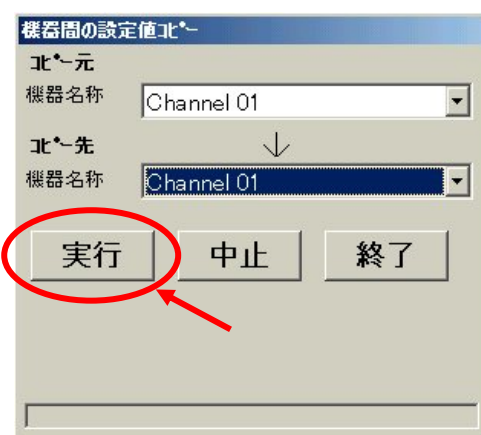 機器間の設定値ｺﾋﾟｰ
ｺﾋﾟｰ元
機器名称 Channel 01
ｺﾋﾟｰ先 ↓
機器名称 Channel 01
実行 中止 終了